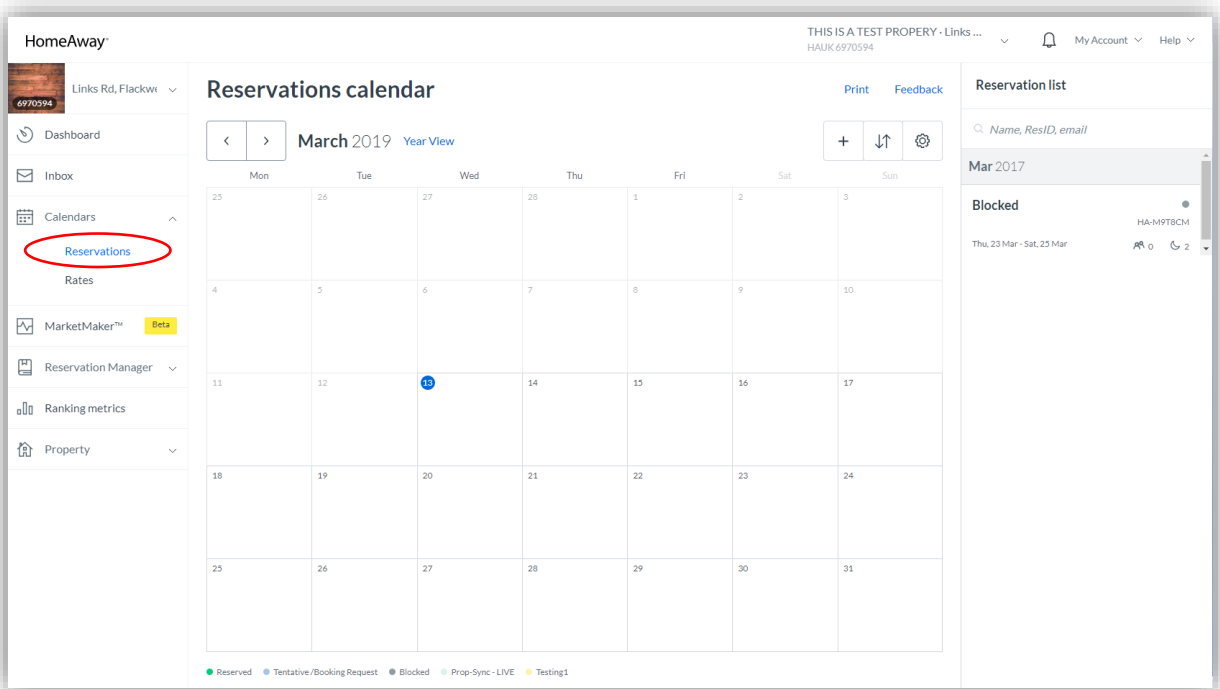 HomeAway
THIS IS A TEST PROPERY · Links ...
HAUK 6970594
My Account
Help
6970594
Links Rd, Flackwe
Dashboard
Inbox
Calendars
Reservations
Rates
MarketMaker™ Beta
Reservation Manager
Ranking metrics
Property
Reservations calendar
Print Feedback
March 2019 Year View
Mon Tue Wed Thu Fri Sat Sun
25 26 27 28 1 2 3
4 5 6 7 8 9 10
11 12 13 14 15 16 17
18 19 20 21 22 23 24
25 26 27 28 29 30 31
Reserved Tentative /Booking Request Blocked Prop-Sync - LIVE Testing1
Reservation list
Name, ResID, email
Mar 2017
Blocked
HA-M9T8CM
Thu, 23 Mar - Sat, 25 Mar 0 2